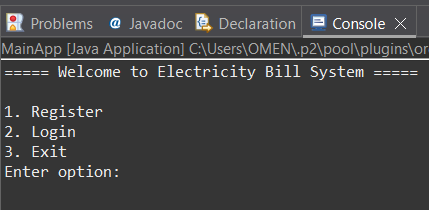 Problems Javadoc Declaration Console
MainApp [Java Application] C:\Users\OMEN\.p2\pool\plugins\or
===== Welcome to Electricity Bill System =====
1. Register
2. Login
3. Exit
Enter option: